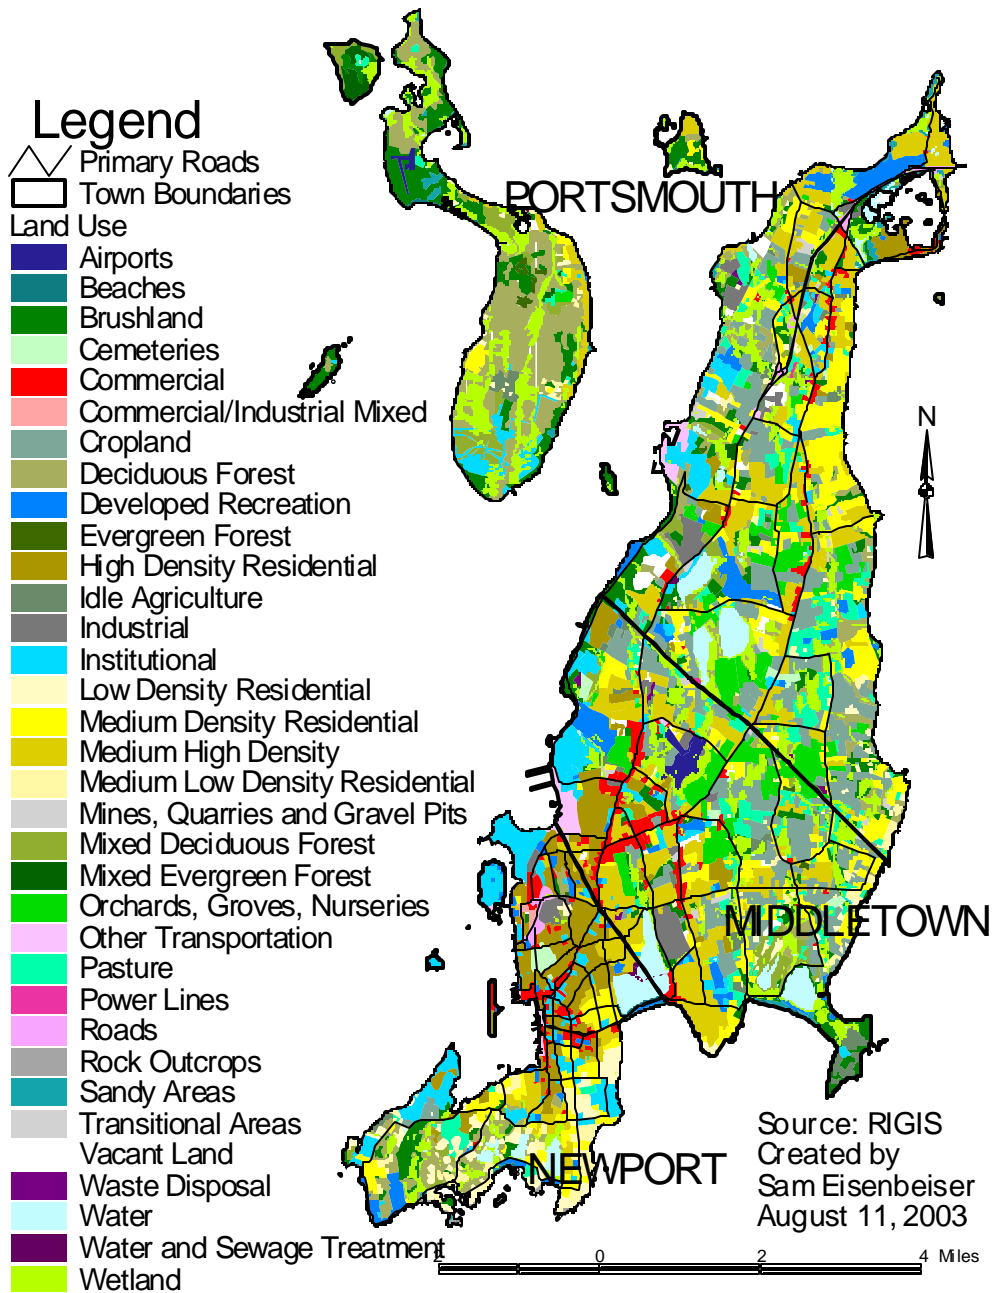 Legend
Primary Roads
Town Boundaries
Land Use
Airports
Beaches
Brushland
Cemeteries
Commercial
Commercial/Industrial Mixed
Cropland
Deciduous Forest
Developed Recreation
Evergreen Forest
High Density Residential
Idle Agriculture
Industrial
Institutional
Low Density Residential
Medium Density Residential
Medium High Density
Medium Low Density Residential
Mines, Quarries and Gravel Pits
Mixed Deciduous Forest
Mixed Evergreen Forest
Orchards, Groves, Nurseries
Other Transportation
Pasture
Power Lines
Roads
Rock Outcrops
Sandy Areas
Transitional Areas
Vacant Land
Waste Disposal
Water
Water and Sewage Treatment
Wetland
PORTSMOUTH
N
MIDDLETOWN
NEWPORT
Source: RIGIS
Created by
Sam Eisenbeiser
August 11, 2003
2 0 2 4 Miles